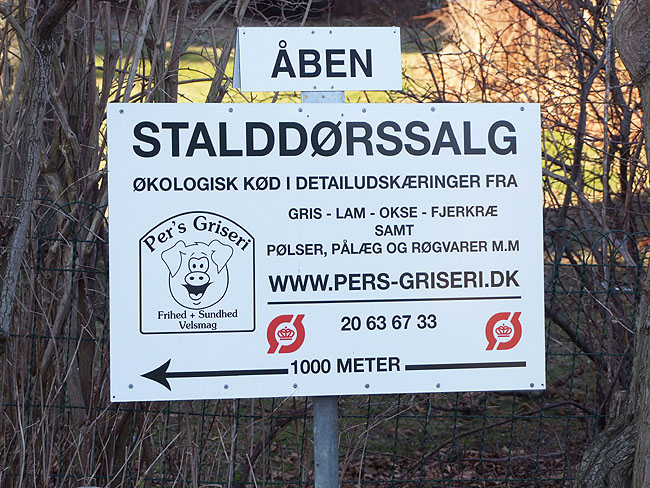 ÅBEN
STALDDØRSSALG
ØKOLOGISK KØD I DETAILUDSKÆRINGER FRA
GRIS - LAM - OKSE - FJERKRÆ
SAMT
PØLSER, PÅLÆG OG RØGVARER M.M
WWW.PERS-GRISERI.DK
Per's Griseri
Frihed + Sundhed
Velsmag
Ø 20 63 67 33 Ø
1000 METER